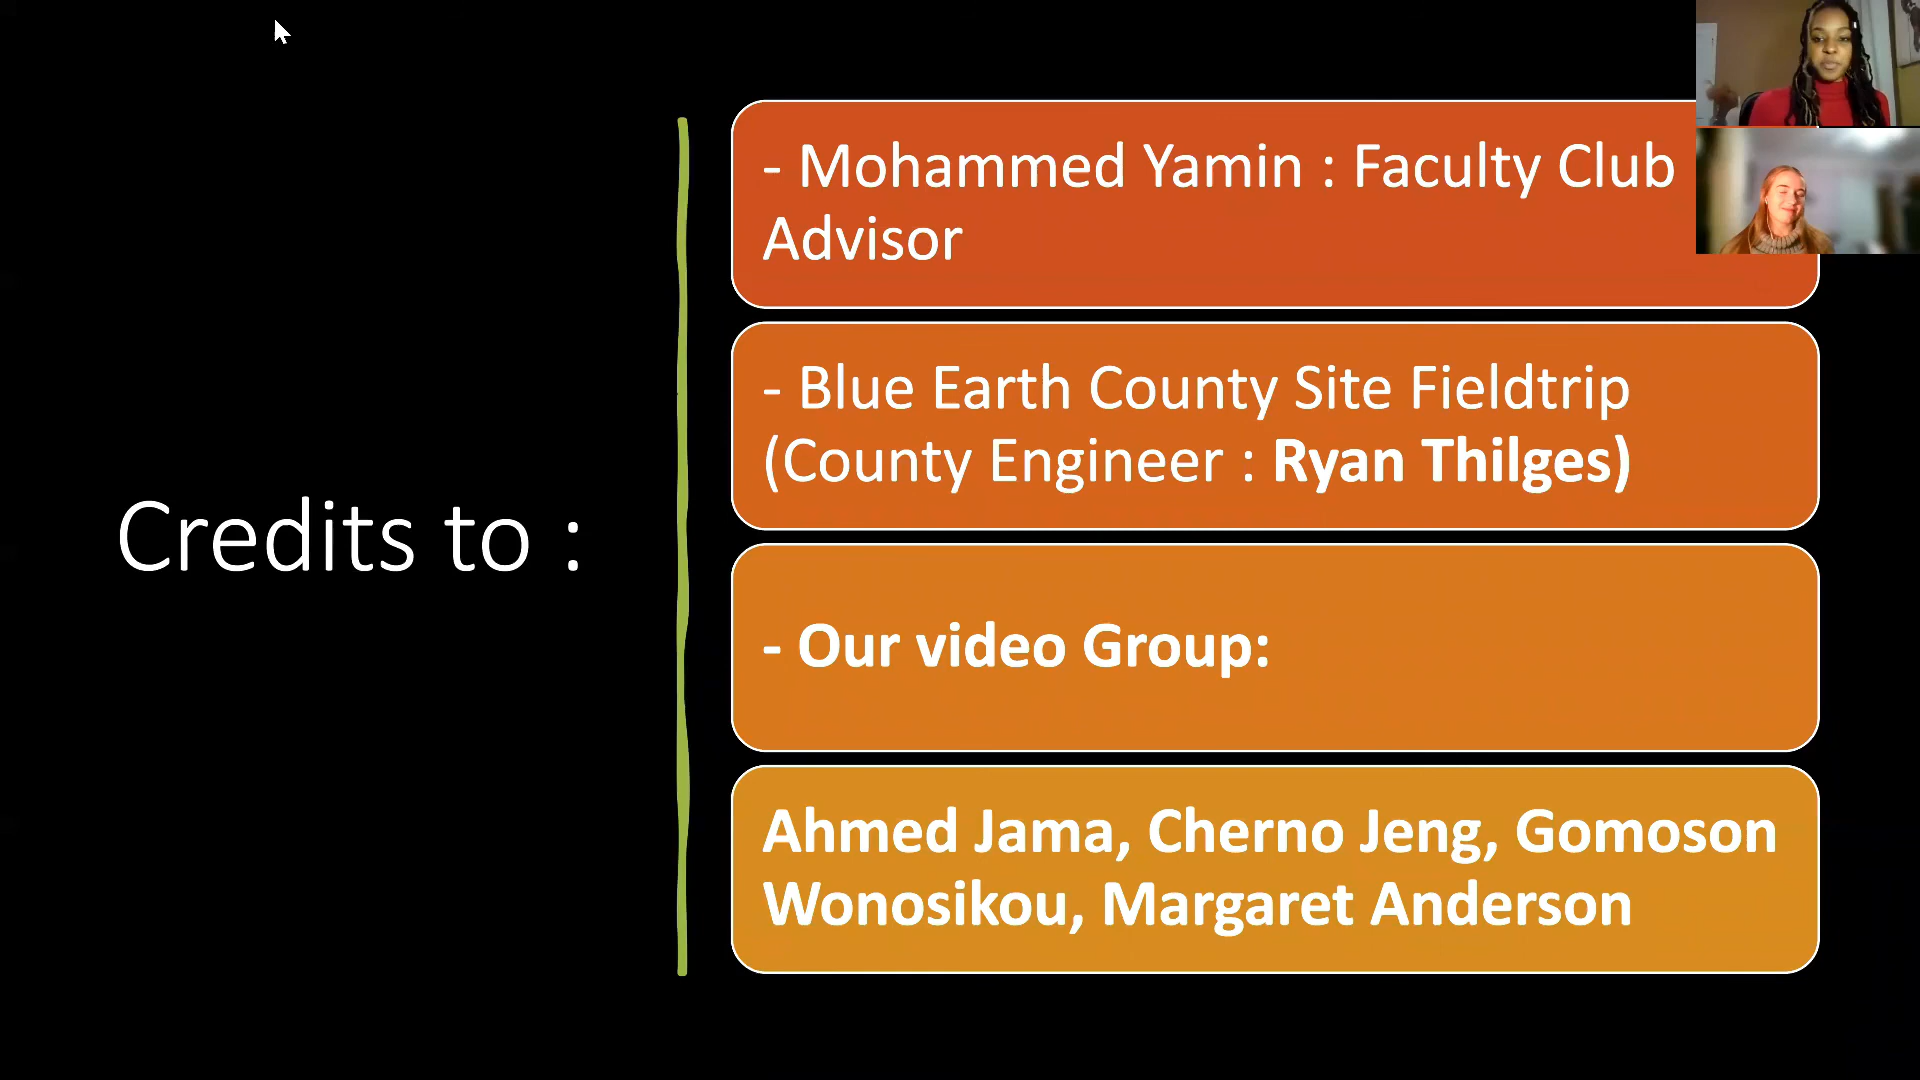 Credits to :
- Mohammed Yamin : Faculty Club
Advisor
- Blue Earth County Site Fieldtrip
(County Engineer : Ryan Thilges)
- Our video Group:
Ahmed Jama, Cherno Jeng, Gomoson
Wonosikou, Margaret Anderson